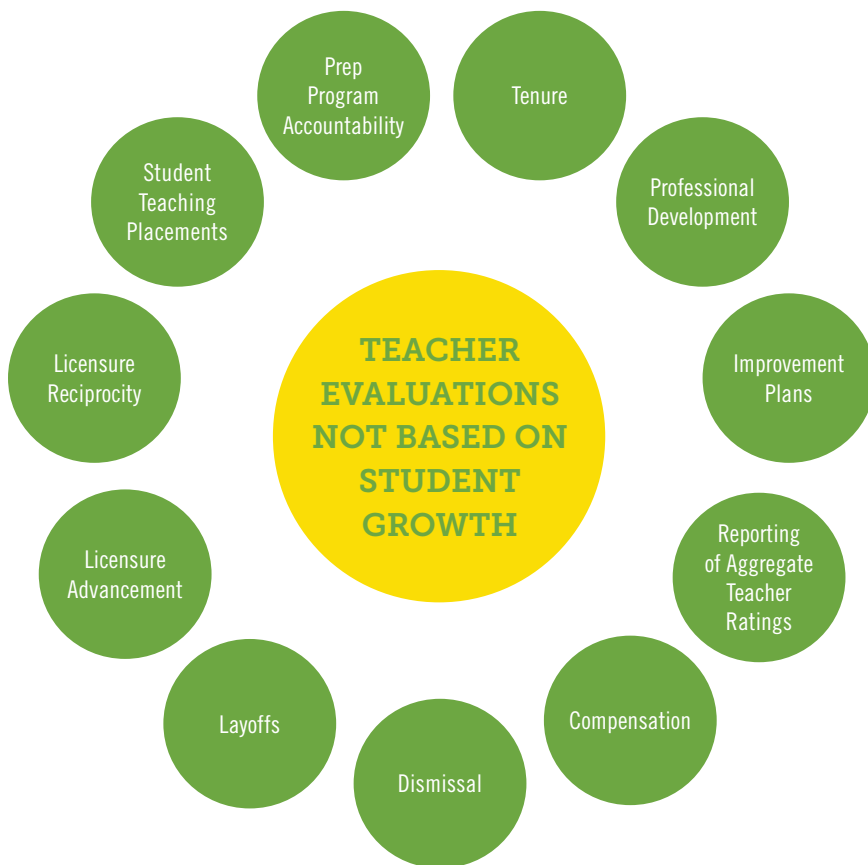 Prep
Program
Accountability
Tenure
Student
Teaching
Placements
Professional
Development
Licensure
Reciprocity
TEACHER
EVALUATIONS
NOT BASED ON
STUDENT
GROWTH
Improvement
Plans
Licensure
Advancement
Reporting
of Aggregate
Teacher
Ratings
Layoffs
Compensation
Dismissal